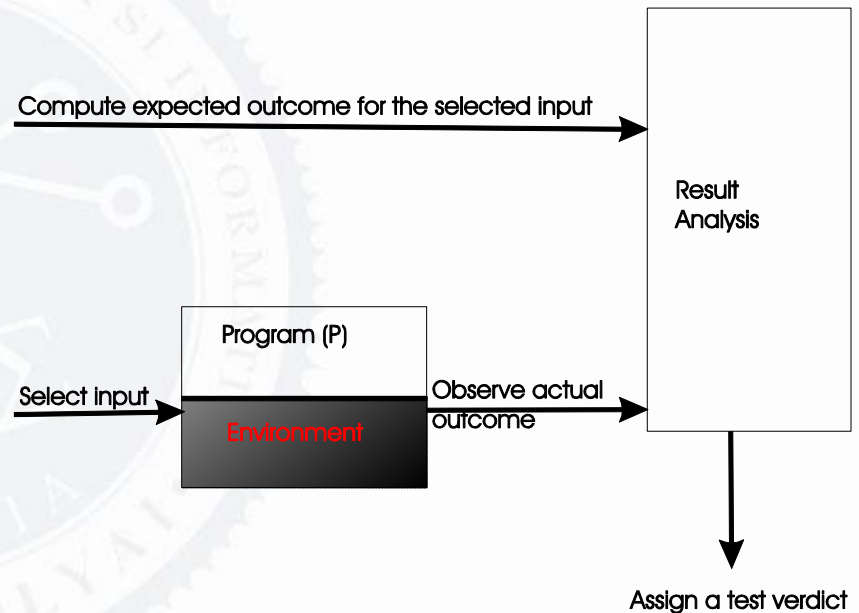 Compute expected outcome for the selected input
Result
Analysis
Program (P)
Select input
Environment
Observe actual
outcome
Assign a test verdict